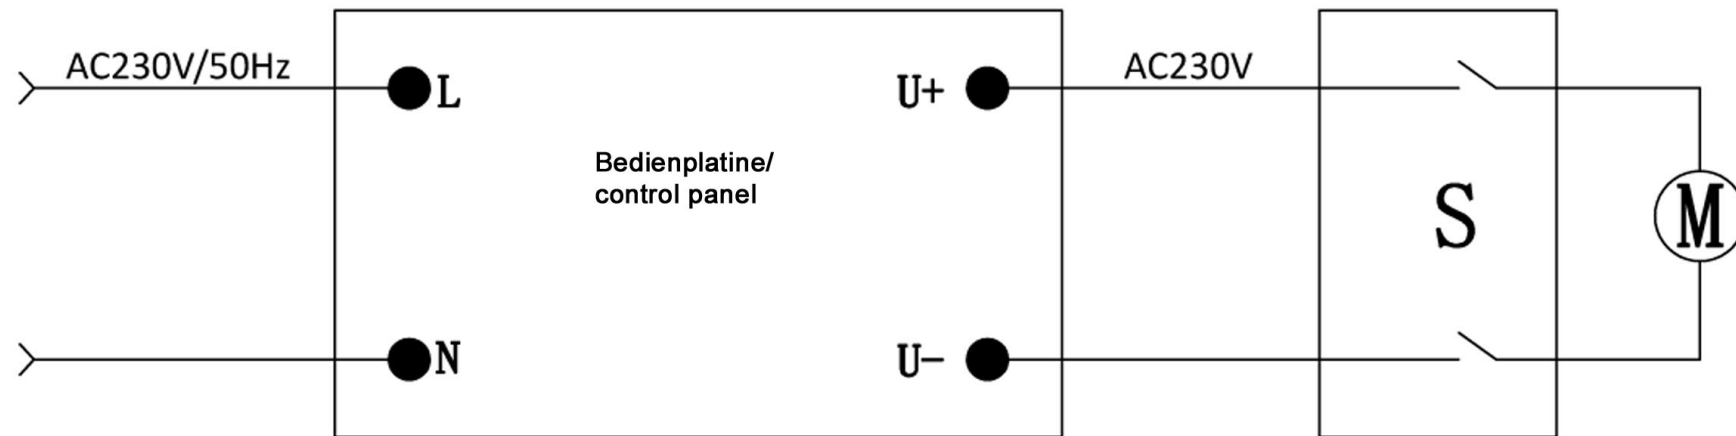 AC230V/50Hz
L
U+
AC230V
Bedienplatine/
control panel
S
M
N
U-